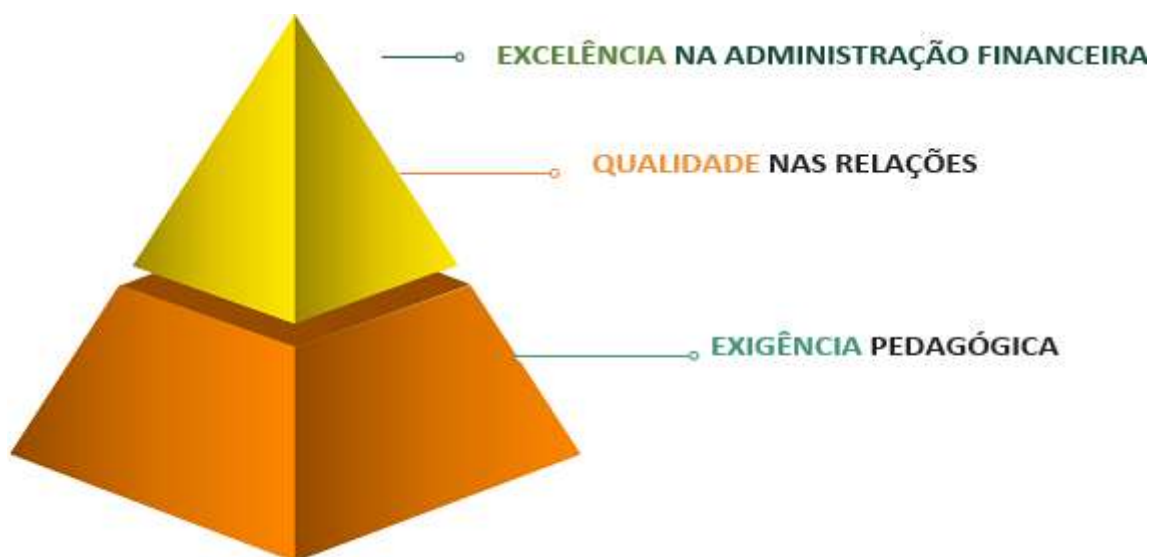 EXCELÊNCIA NA ADMINISTRAÇÃO FINANCEIRA
QUALIDADE NAS RELAÇÕES
EXIGÊNCIA PEDAGÓGICA